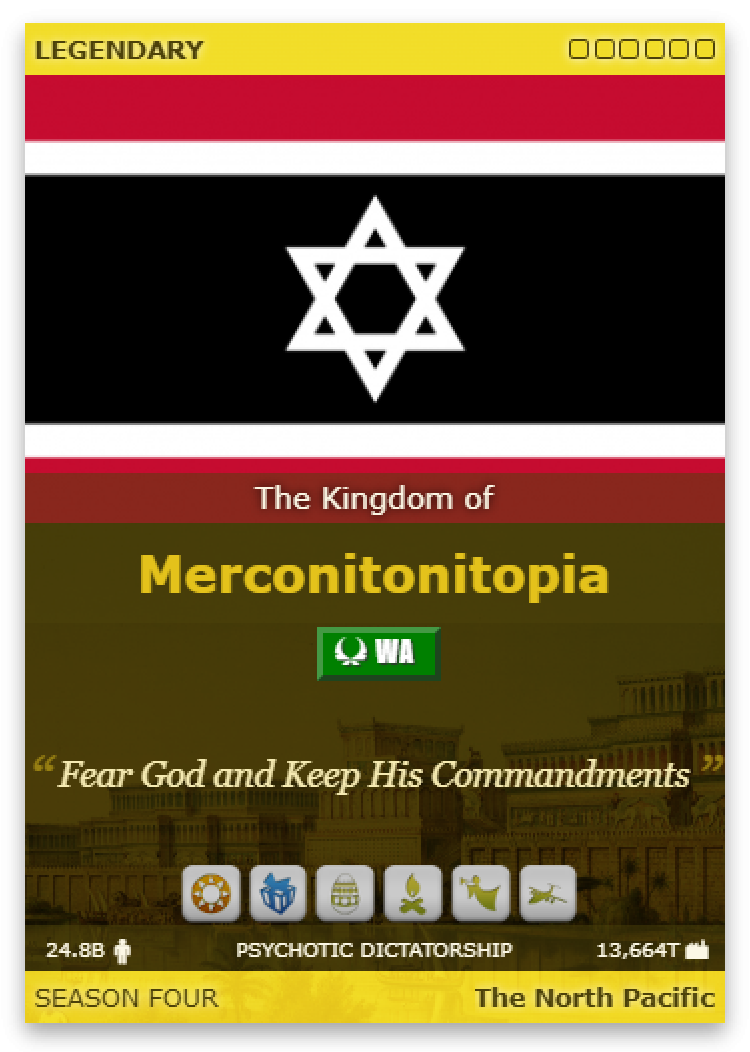 LEGENDARY
The Kingdom of
Merconitonitopia
WA
“Fear God and Keep His Commandments”
24.8B PSYCHOTIC DICTATORSHIP 13,664T
SEASON FOUR The North Pacific